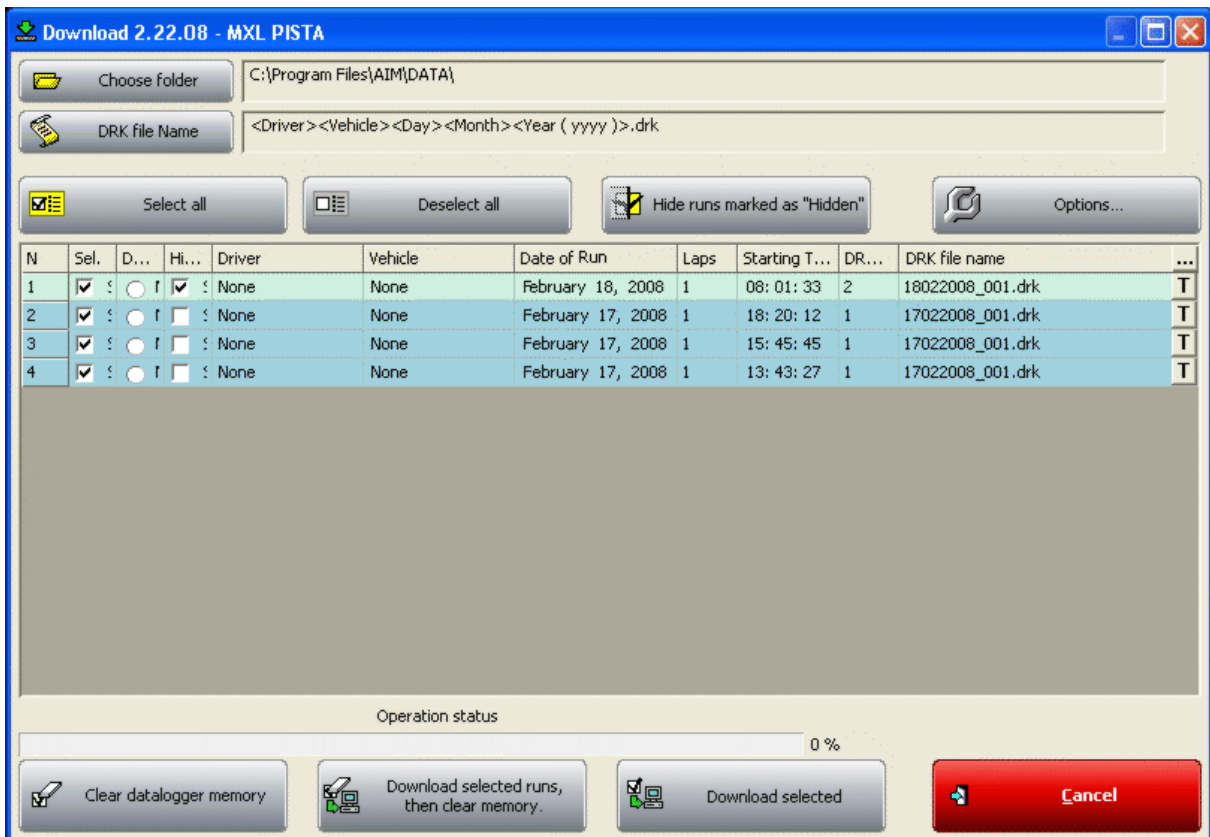 Download 2.22.08 - MXL PISTA
Choose folder C:\Program Files\AIM\DATA\
DRK file Name <Driver><Vehicle><Day><Month><Year ( yyyy )>.drk
Select all Deselect all Hide runs marked as "Hidden" Options...
N Sel. D... Hi... Driver Vehicle Date of Run Laps Starting T... DR... DRK file name ...
1 None None February 18, 2008 1 08: 01: 33 2 18022008_001.drk T
2 None None February 17, 2008 1 18: 20: 12 1 17022008_001.drk T
3 None None February 17, 2008 1 15: 45: 45 1 17022008_001.drk T
4 None None February 17, 2008 1 13: 43: 27 1 17022008_001.drk T
Operation status
0 %
Clear datalogger memory Download selected runs, then clear memory. Download selected Cancel